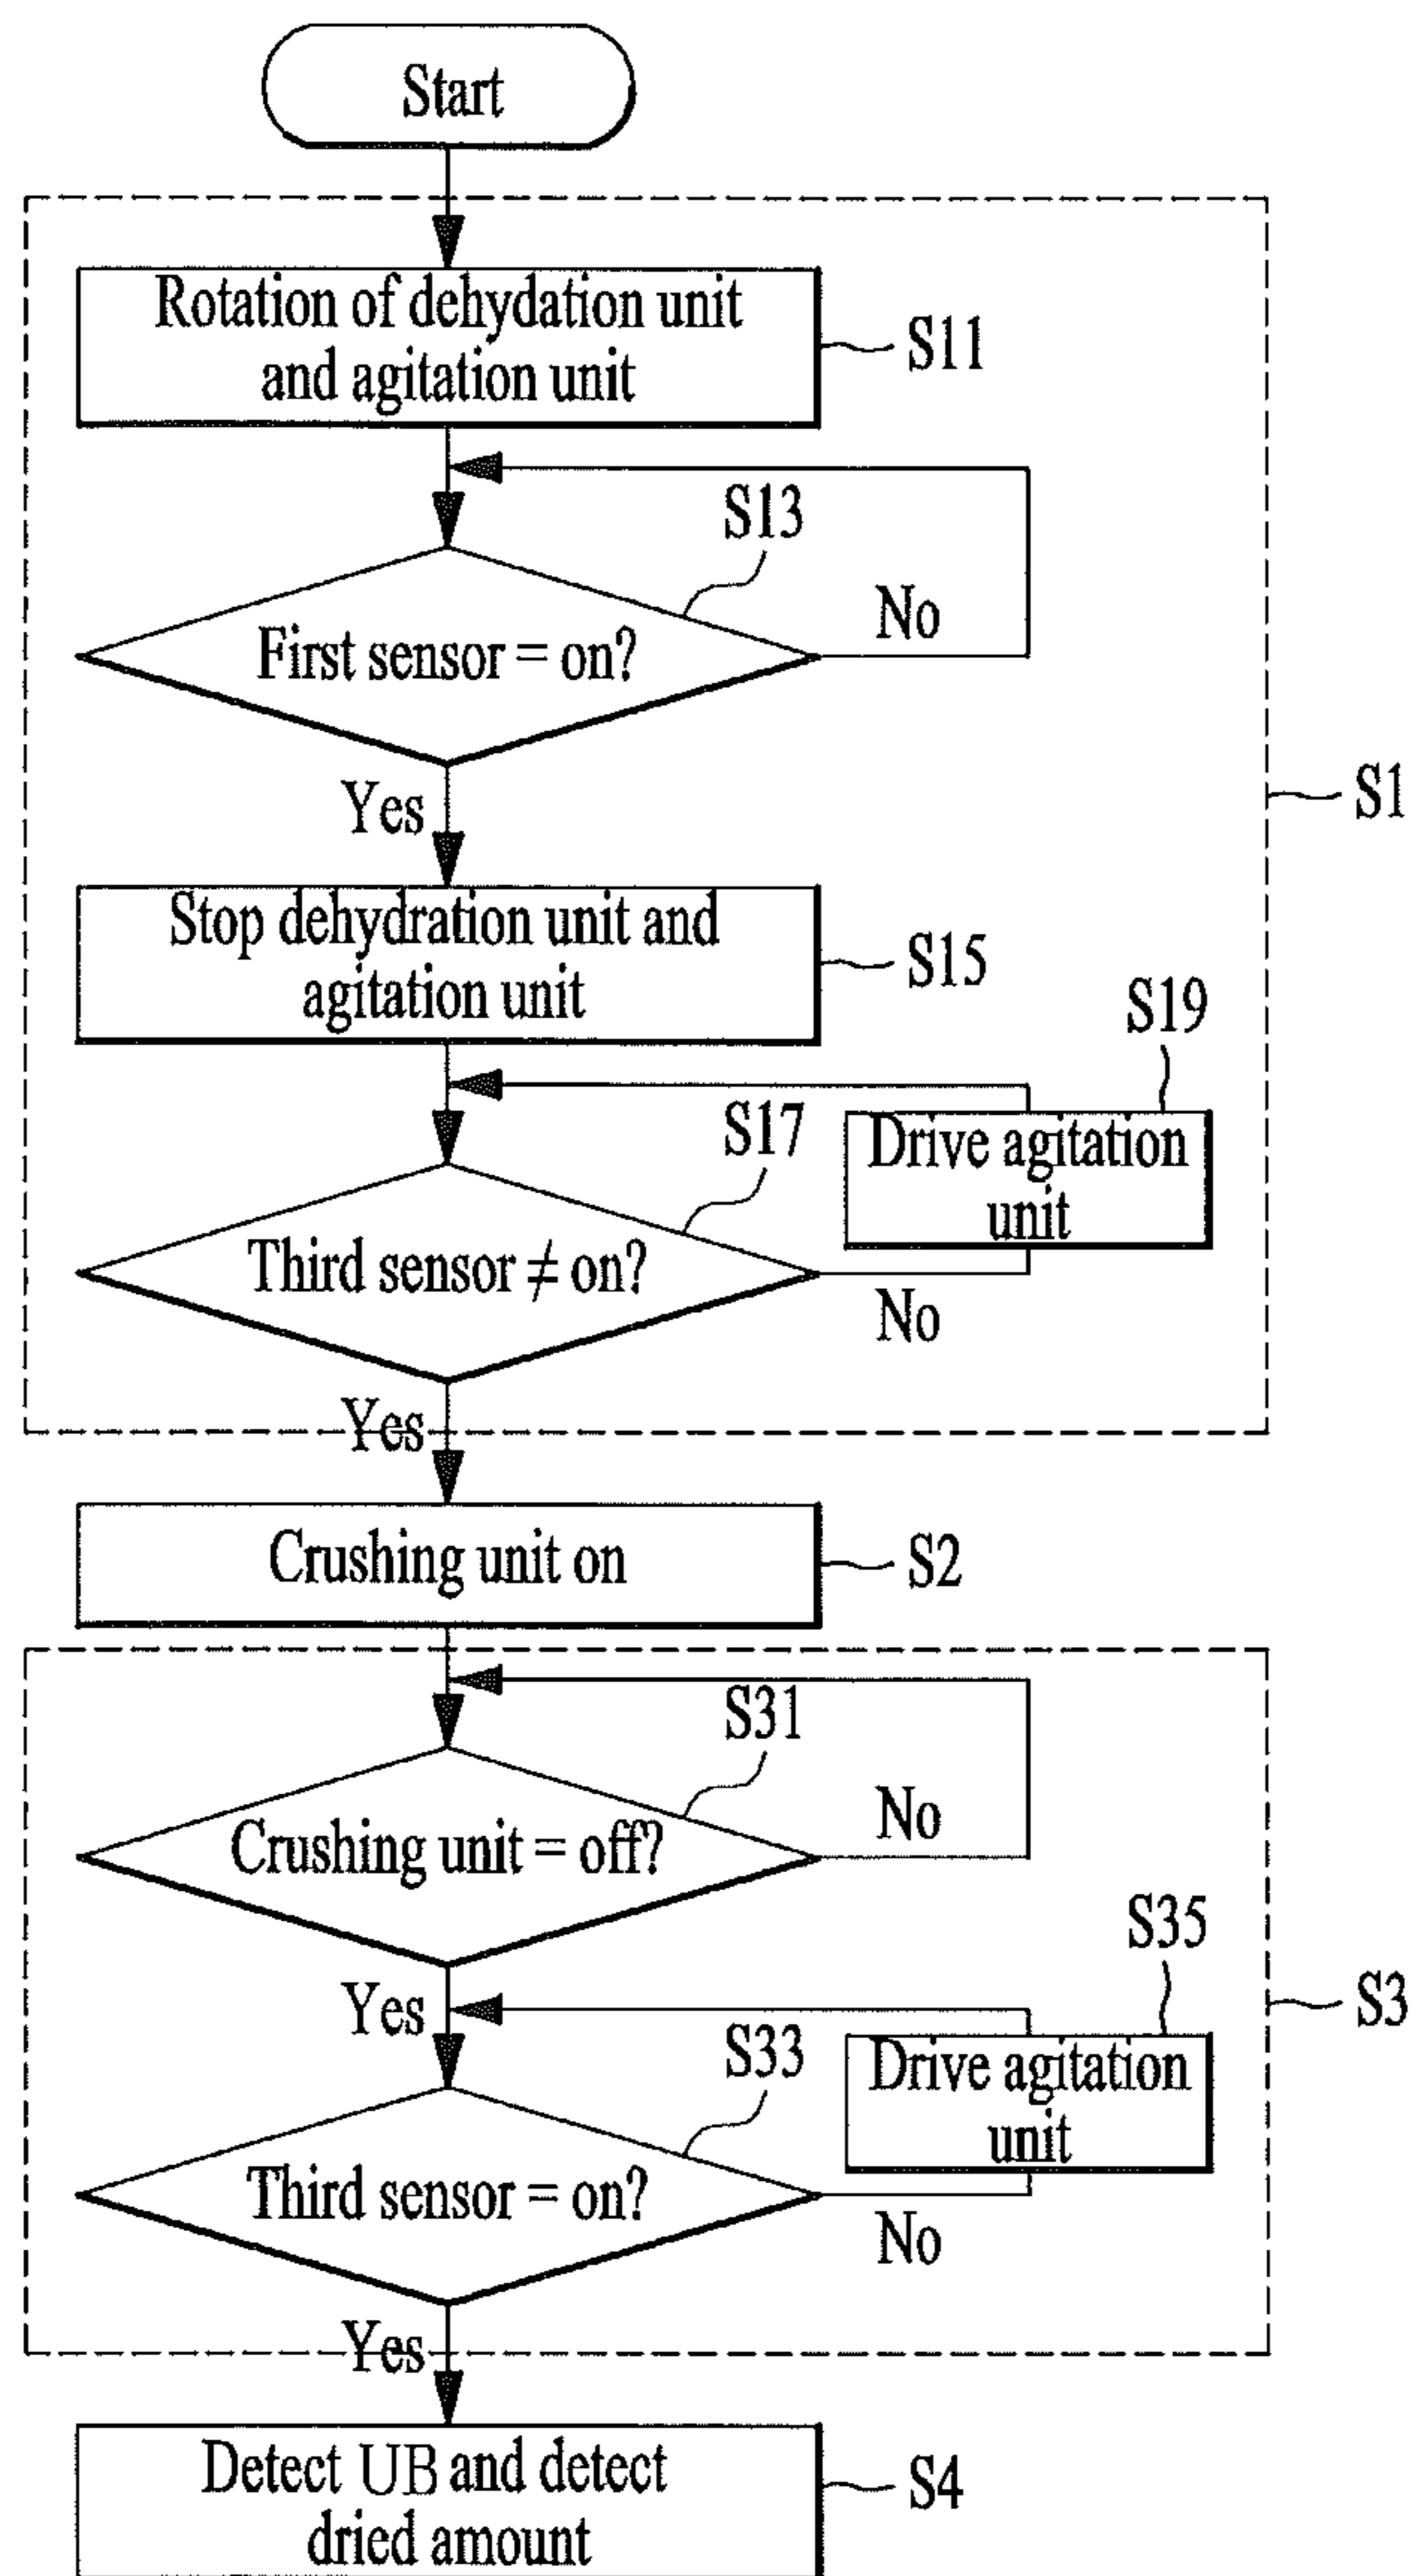 Start
Rotation of dehydation unit
and agitation unit
S11
S13
No
First sensor = on?
S1
Yes
Stop dehydration unit and
agitation unit
S15
S19
S17
Drive agitation
unit
Third sensor ≠ on?
No
Yes
Crushing unit on
S2
S31
No
Crushing unit = off?
S35
Yes
S3
S33
Drive agitation
unit
Third sensor = on?
No
Yes
Detect UB and detect
dried amount
S4